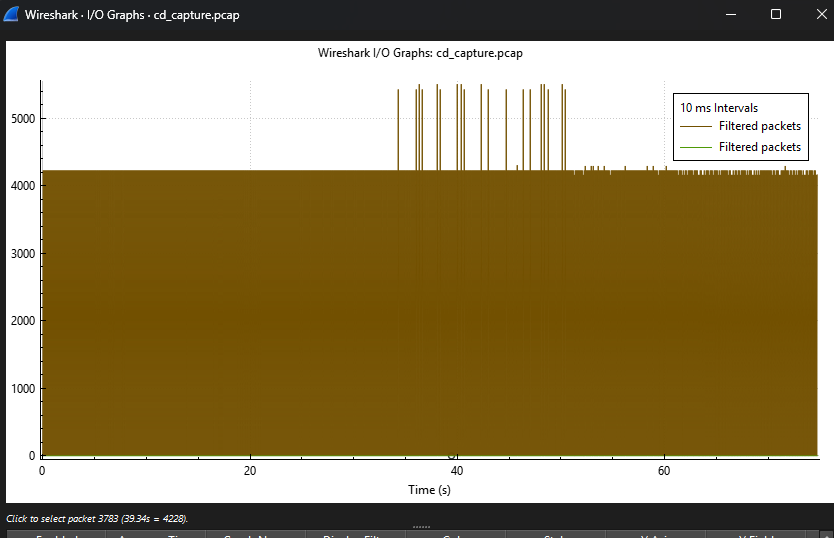 Wireshark · I/O Graphs · cd_capture.pcap
Wireshark I/O Graphs: cd_capture.pcap
10 ms Intervals
Filtered packets
Filtered packets
5000
4000
3000
2000
1000
0
0 20 40 60
Time (s)
Click to select packet 3783 (39.34s = 4228).